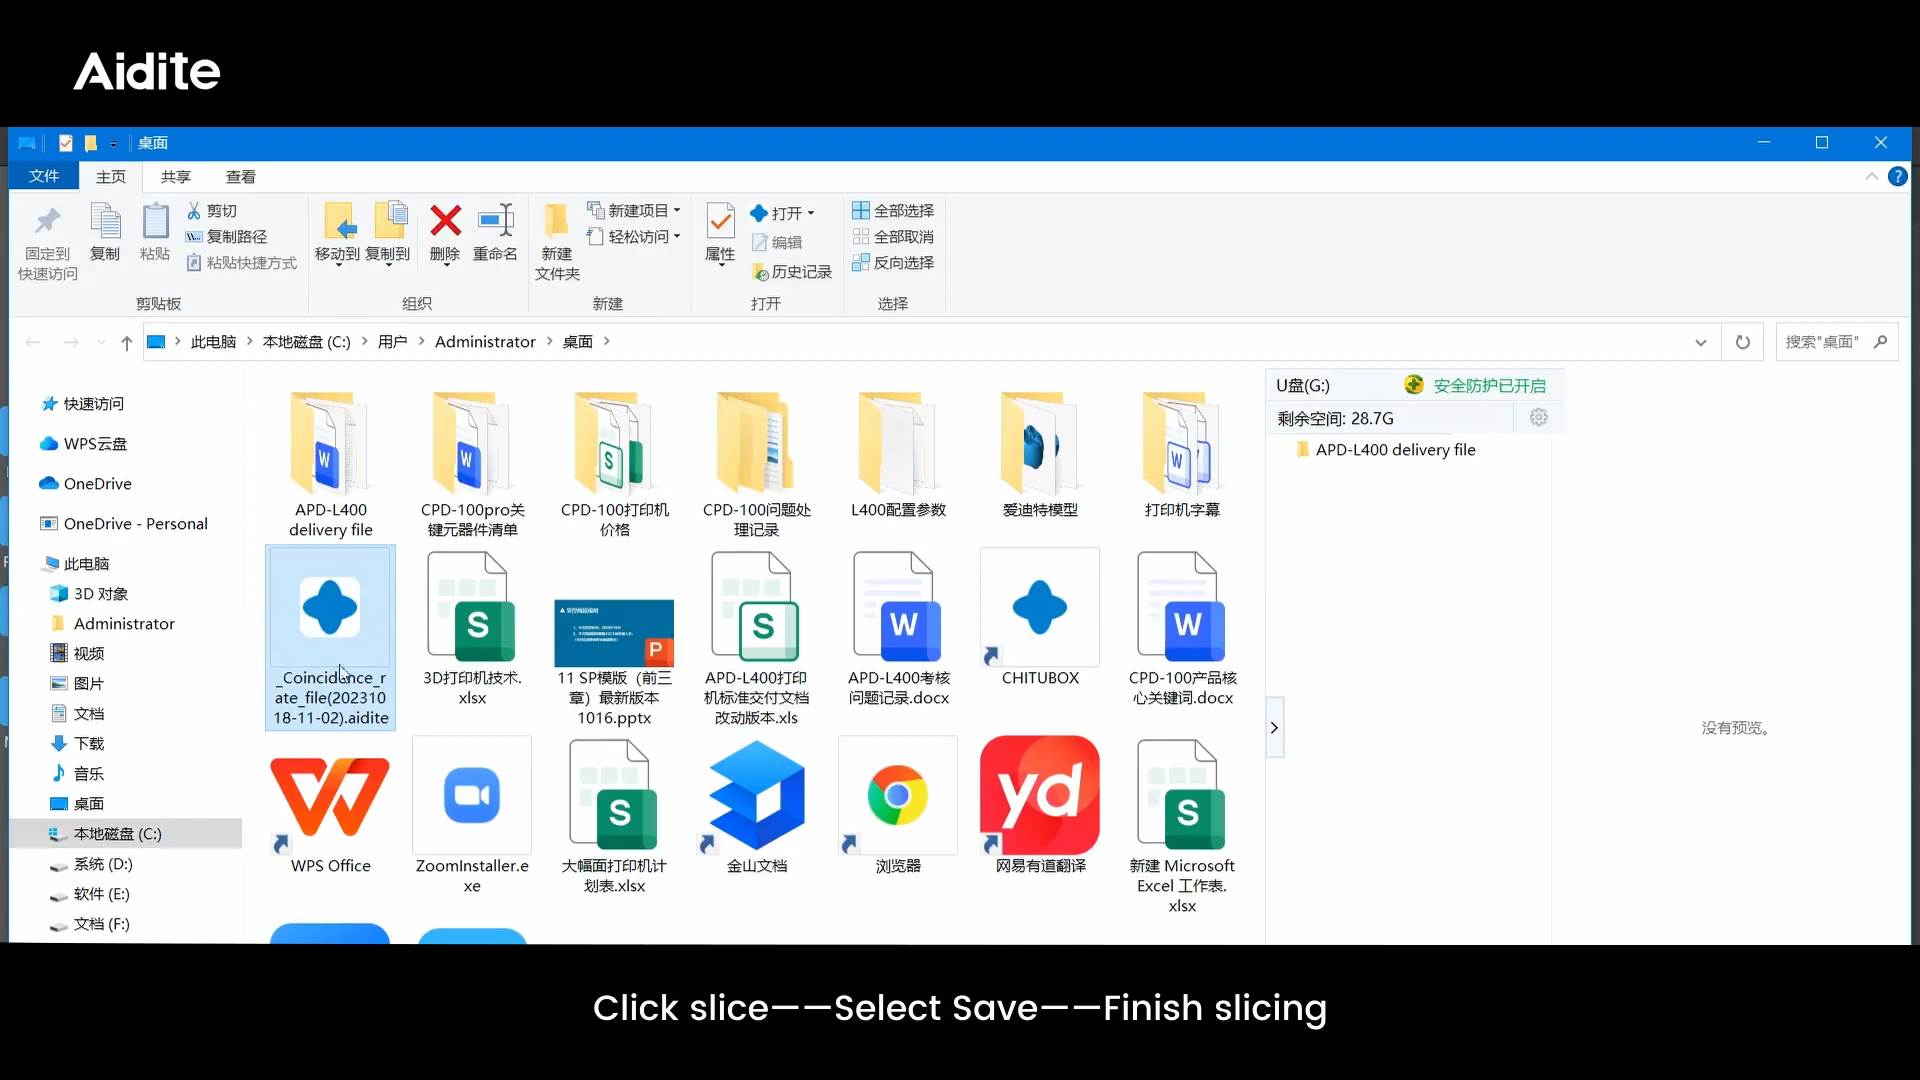 Aidite
桌面
文件
主页
共享
查看
固定到
快速访问
复制
粘贴
剪切
复制路径
粘贴快捷方式
剪贴板
移动到
复制到
删除
重命名
组织
新建
文件夹
新建项目
轻松访问
新建
属性
打开
编辑
历史记录
打开
全部选择
全部取消
反向选择
选择
此电脑
本地磁盘 (C:)
用户
Administrator
桌面
搜索"桌面"
快速访问
WPS云盘
OneDrive
OneDrive - Personal
此电脑
3D 对象
Administrator
视频
图片
文档
下载
音乐
桌面
本地磁盘 (C:)
系统 (D:)
软件 (E:)
文档 (F:)
APD-L400
delivery file
CPD-100pro关
键元器件清单
CPD-100打印机
价格
CPD-100问题处
理记录
L400配置参数
爱迪特模型
打印机字幕
_Coincidence_r
ate_file(202310
18-11-02).aidite
3D打印机技术.
xlsx
11 SP模版（前三
章）最新版本
1016.pptx
APD-L400打印
机标准交付文档
改动版本.xls
APD-L400考核
问题记录.docx
CHITUBOX
CPD-100产品核
心关键词.docx
WPS Office
ZoomInstaller.e
xe
大幅面打印机计
划表.xlsx
金山文档
浏览器
yd
网易有道翻译
新建 Microsoft
Excel 工作表.
xlsx
U盘(G:)
安全防护已开启
剩余空间: 28.7G
APD-L400 delivery file
没有预览。
Click slice——Select Save——Finish slicing